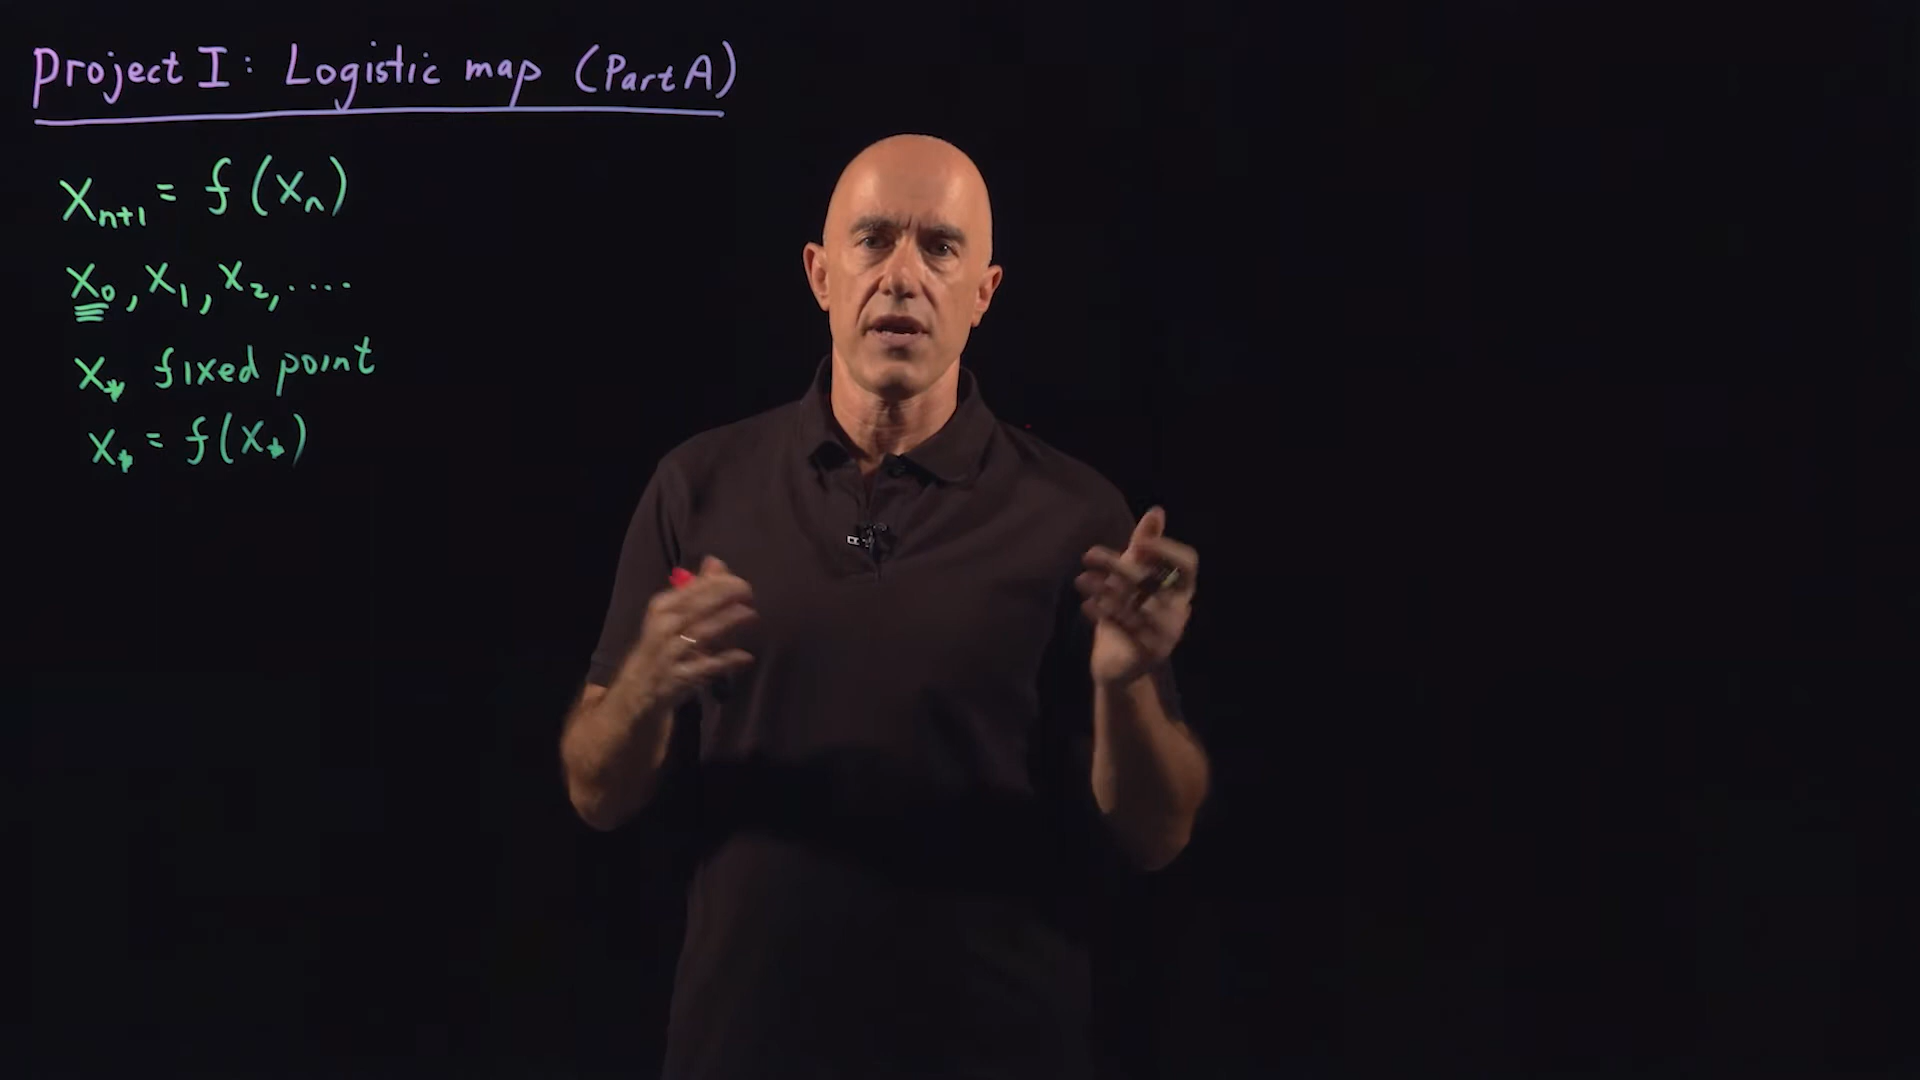 Project I: Logistic map (Part A)
Xn+1 = f(Xn)
X0, X1, X2, ....
X* fixed point
X* = f(X*)